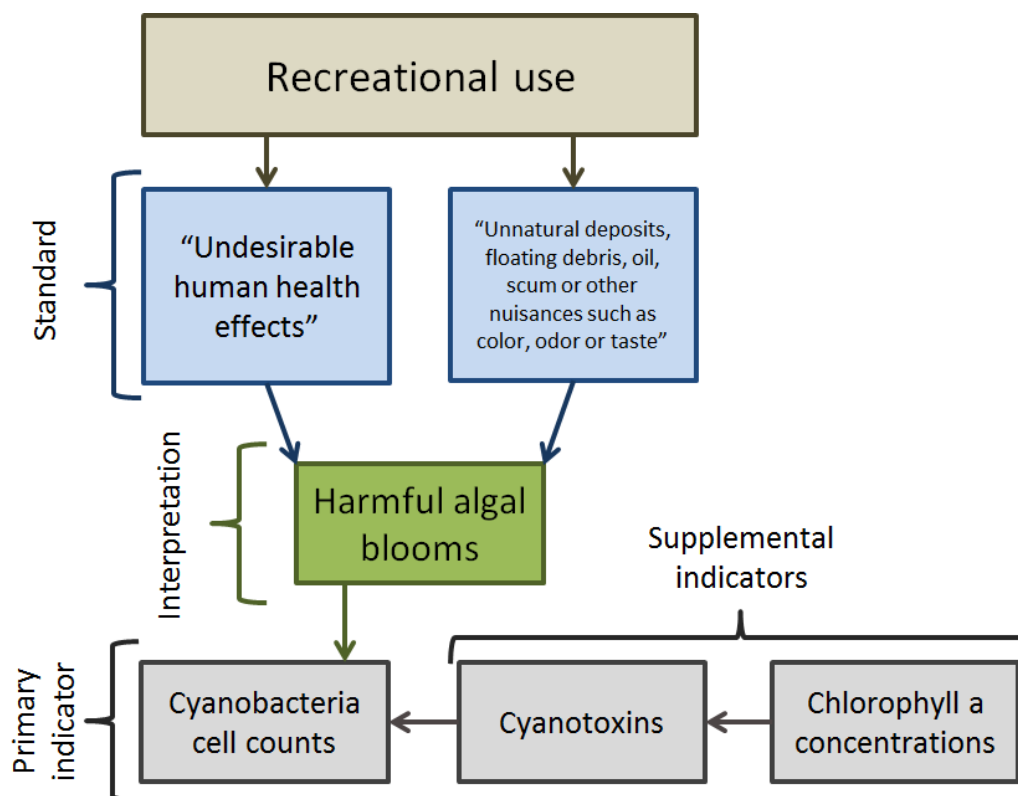 Recreational use
Standard
“Undesirable
human health
effects”
“Unnatural deposits,
floating debris, oil,
scum or other
nuisances such as
color, odor or taste”
Interpretation
Harmful algal
blooms
Supplemental
indicators
Primary
indicator
Cyanobacteria
cell counts
Cyanotoxins
Chlorophyll a
concentrations